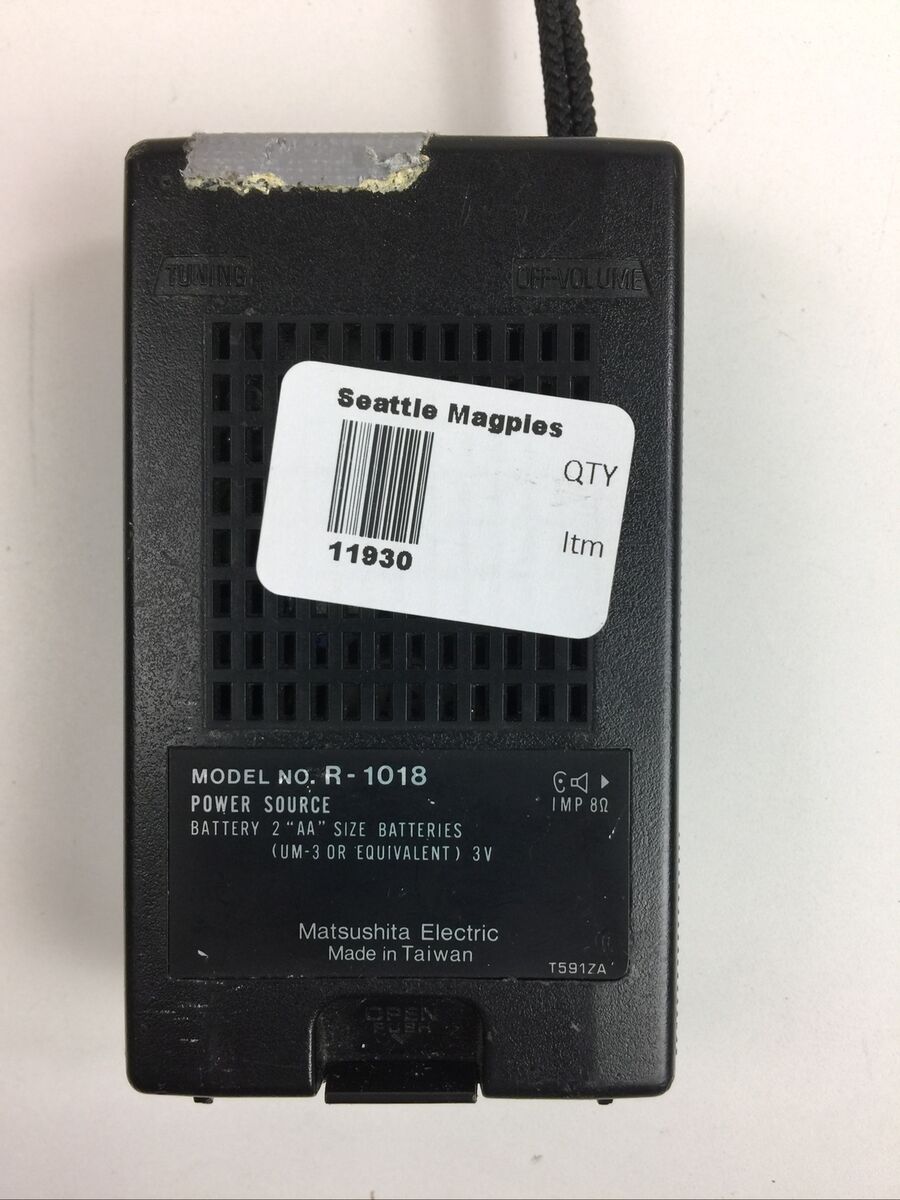 TUNING
OFF-VOLUME
Seattle Magpies
QTY
Itm
11930
MODEL NO. R-1018
POWER SOURCE
IMP 8Ω
BATTERY 2 "AA" SIZE BATTERIES
(UM-3 OR EQUIVALENT) 3V
Matsushita Electric
Made in Taiwan
T591ZA
OPEN
PUSH